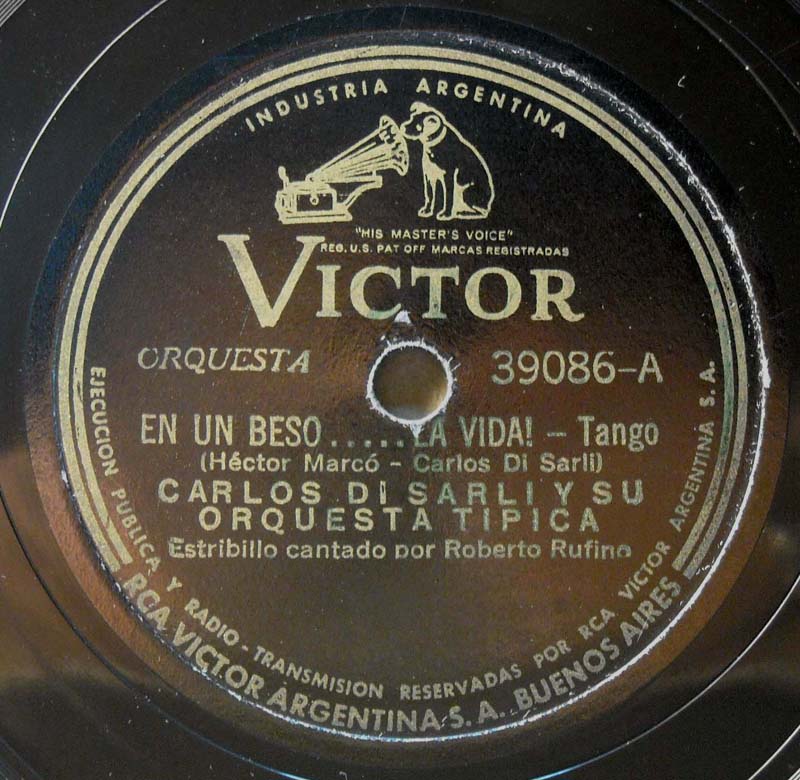 INDUSTRIA ARGENTINA
"HIS MASTER'S VOICE"
REG. U.S. PAT OFF MARCAS REGISTRADAS
VICTOR
ORQUESTA 39086-A
EN UN BESO.....LA VIDA! - Tango
(Héctor Marcó - Carlos Di Sarli)
CARLOS DI SARLI Y SU
ORQUESTA TIPICA
Estribillo cantado por Roberto Rufino
EJECUCION PUBLICA Y RADIO-TRANSMISION RESERVADAS POR RCA VICTOR ARGENTINA S. A.
RCA VICTOR ARGENTINA S. A. BUENOS AIRES